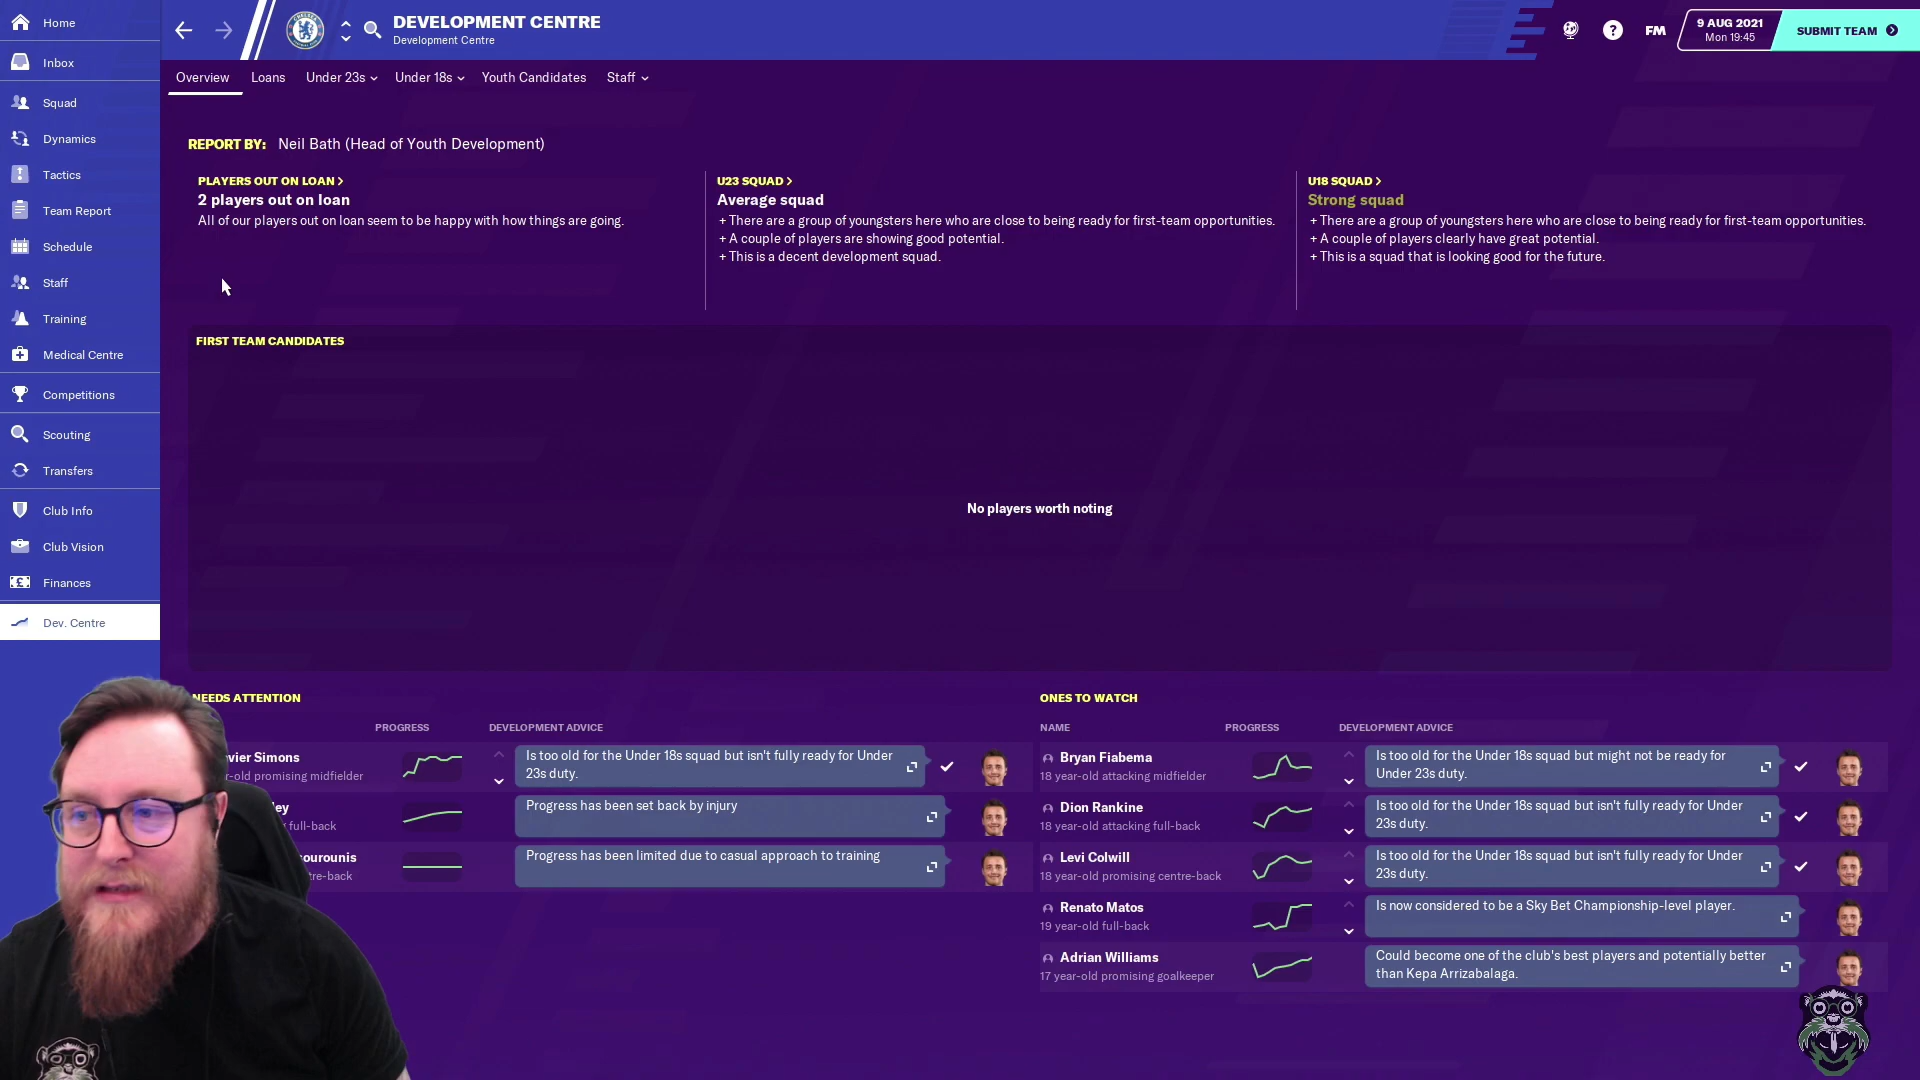 Home
Inbox
Squad
Dynamics
Tactics
Team Report
Schedule
Staff
Training
Medical Centre
Competitions
Scouting
Transfers
Club Info
Club Vision
Finances
Dev. Centre
DEVELOPMENT CENTRE
Development Centre
FM
9 AUG 2021
Mon 19:45
SUBMIT TEAM
Overview Loans Under 23s Under 18s Youth Candidates Staff
REPORT BY: Neil Bath (Head of Youth Development)
PLAYERS OUT ON LOAN >
2 players out on loan
All of our players out on loan seem to be happy with how things are going.
U23 SQUAD >
Average squad
+ There are a group of youngsters here who are close to being ready for first-team opportunities.
+ A couple of players are showing good potential.
+ This is a decent development squad.
U18 SQUAD >
Strong squad
+ There are a group of youngsters here who are close to being ready for first-team opportunities.
+ A couple of players clearly have great potential.
+ This is a squad that is looking good for the future.
FIRST TEAM CANDIDATES
No players worth noting
NEEDS ATTENTION
PROGRESS DEVELOPMENT ADVICE
Simons
-old promising midfielder
Is too old for the Under 18s squad but isn't fully ready for Under
23s duty.
full-back
Progress has been set back by injury
Progress has been limited due to casual approach to training
ONES TO WATCH
NAME PROGRESS DEVELOPMENT ADVICE
Bryan Fiabema
18 year-old attacking midfielder
Is too old for the Under 18s squad but might not be ready for
Under 23s duty.
Dion Rankine
18 year-old attacking full-back
Is too old for the Under 18s squad but isn't fully ready for Under
23s duty.
Levi Colwill
18 year-old promising centre-back
Is too old for the Under 18s squad but isn't fully ready for Under
23s duty.
Renato Matos
19 year-old full-back
Is now considered to be a Sky Bet Championship-level player.
Adrian Williams
17 year-old promising goalkeeper
Could become one of the club's best players and potentially better
than Kepa Arrizabalaga.